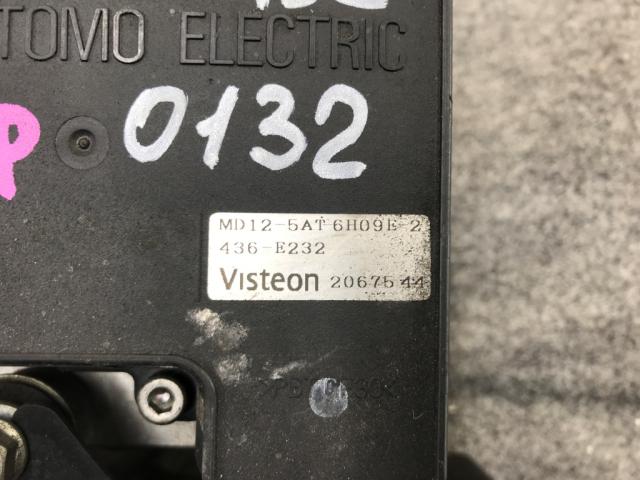 TOMO ELECTRIC
P
0132
MD12-5AT 6H09E-2
436-E232
Visteon 2067544